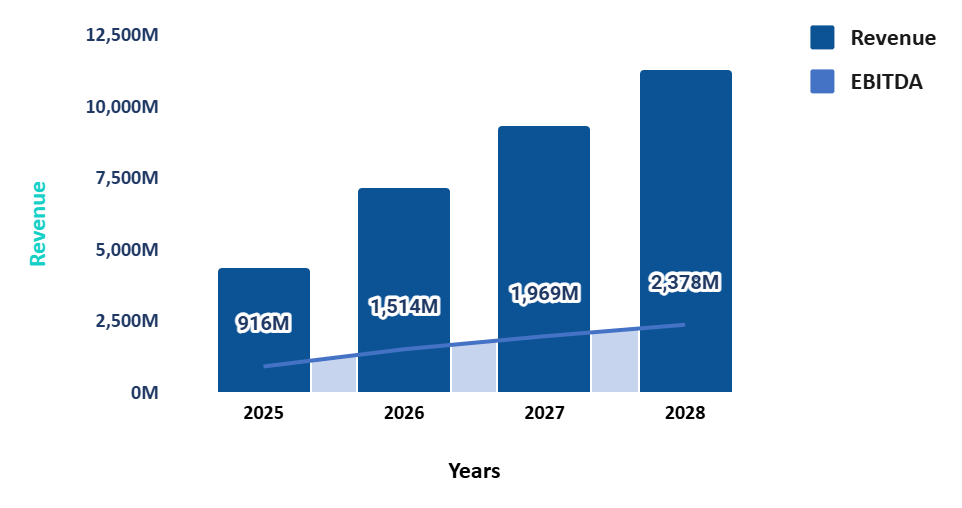 12,500M
10,000M
7,500M
5,000M
2,500M
0M
Revenue
916M
1,514M
1,969M
2,378M
2025
2026
2027
2028
Years
Revenue
EBITDA